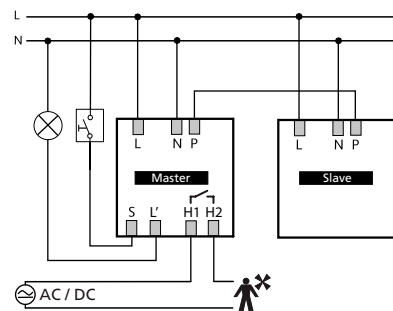 L
N
L N P
L N P
Master
Slave
S L' H1 H2
AC / DC